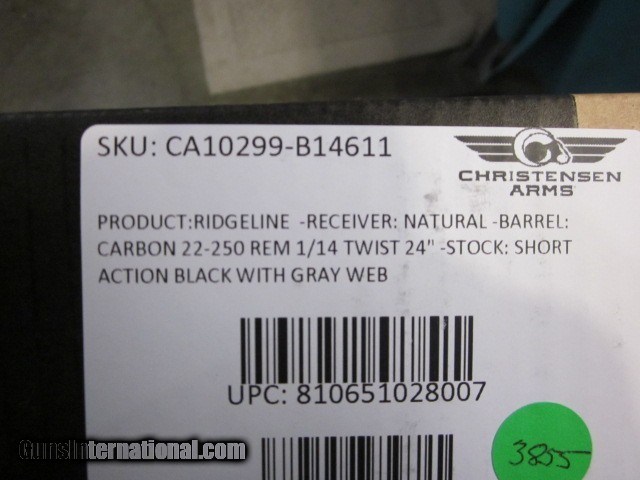 SKU: CA10299-B14611
CHRISTENSEN
ARMS
PRODUCT:RIDGELINE -RECEIVER: NATURAL -BARREL:
CARBON 22-250 REM 1/14 TWIST 24" -STOCK: SHORT
ACTION BLACK WITH GRAY WEB
UPC: 810651028007
3855
GunsInternational.com